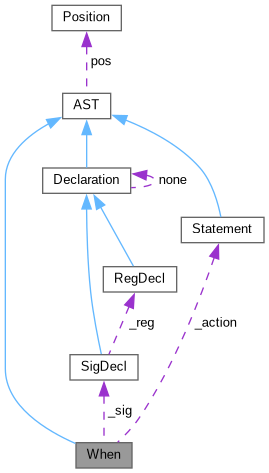 Position
pos
AST
Declaration
none
Statement
RegDecl
_reg
_action
SigDecl
_sig
When